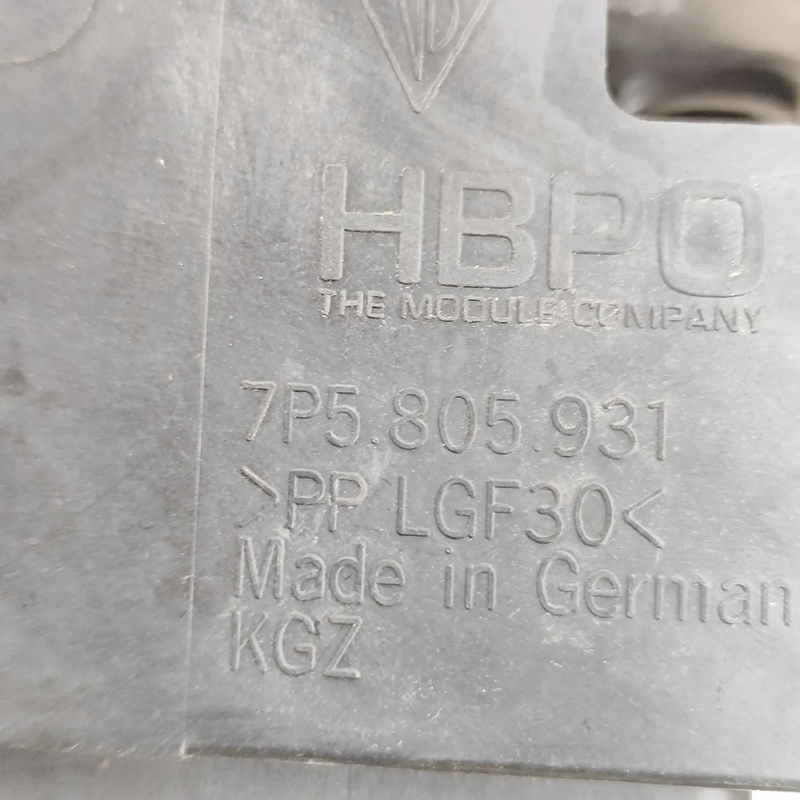 HBPO
THE MODULE COMPANY
7P5.805.931
>PP LGF30<
Made in German
KGZ